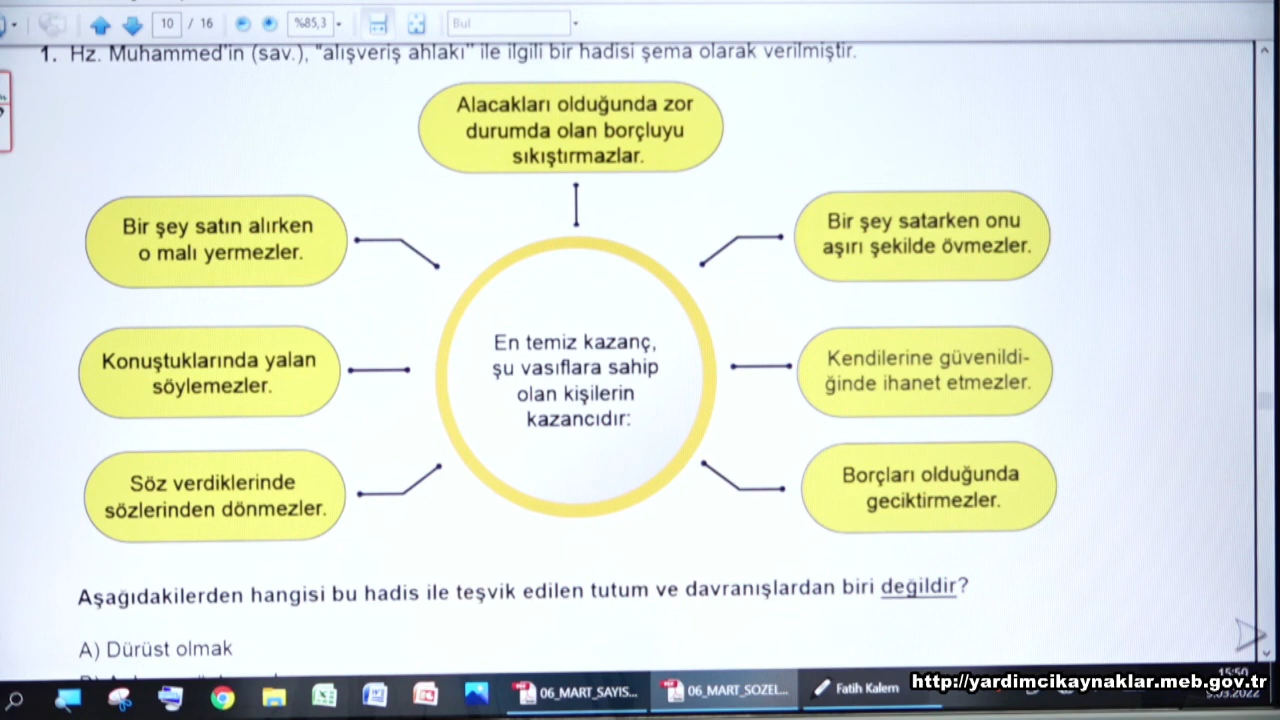 10 / 16
%85,3
Bul
1. Hz. Muhammed'in (sav.), "alışveriş ahlakı" ile ilgili bir hadisi şema olarak verilmiştir.
Alacakları olduğunda zor
durumda olan borçluyu
sıkıştırmazlar.
Bir şey satın alırken
o malı yermezler.
Bir şey satarken onu
aşırı şekilde övmezler.
En temiz kazanç,
şu vasıflara sahip
olan kişilerin
kazancıdır:
Konuştuklarında yalan
söylemezler.
Kendilerine güvenildi-
ğinde ihanet etmezler.
Söz verdiklerinde
sözlerinden dönmezler.
Borçları olduğunda
geciktirmezler.
Aşağıdakilerden hangisi bu hadis ile teşvik edilen tutum ve davranışlardan biri değildir?
A) Dürüst olmak
06_MART_SAYIS...
06_MART_SOZEL...
Fatih Kalem
15:50
http://yardimcikaynaklar.meb.gov.tr